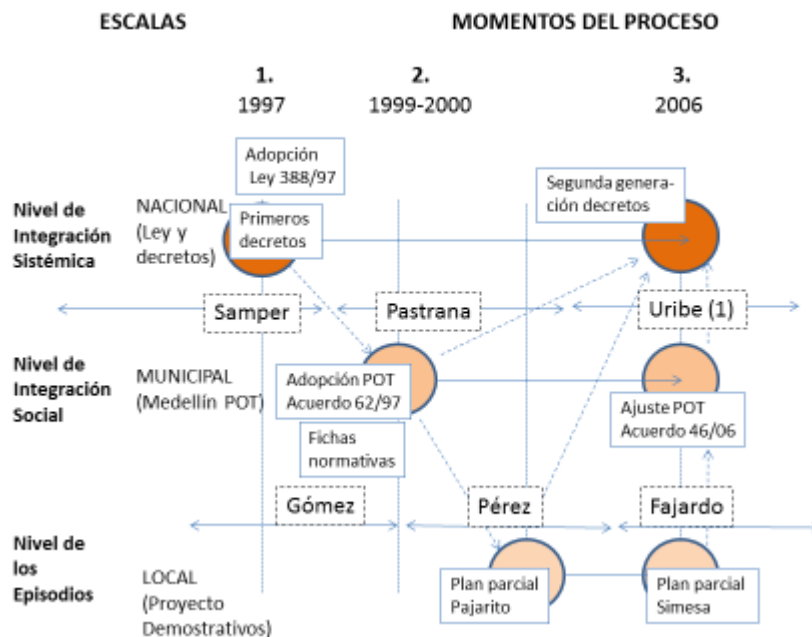 ESCALAS
MOMENTOS DEL PROCESO
1.
1997
2.
1999-2000
3.
2006
Adopción
Ley 388/97
Segunda genera-
ción decretos
Nivel de
Integración
Sistémica
NACIONAL
(Ley y
decretos)
Primeros
decretos
Samper
Pastrana
Uribe (1)
Nivel de
Integración
Social
MUNICIPAL
(Medellín POT)
Adopción POT
Acuerdo 62/97
Ajuste POT
Acuerdo 46/06
Fichas
normativas
Gómez
Pérez
Fajardo
Nivel de
los
Episodios
LOCAL
(Proyecto
Demostrativos)
Plan parcial
Pajarito
Plan parcial
Simesa